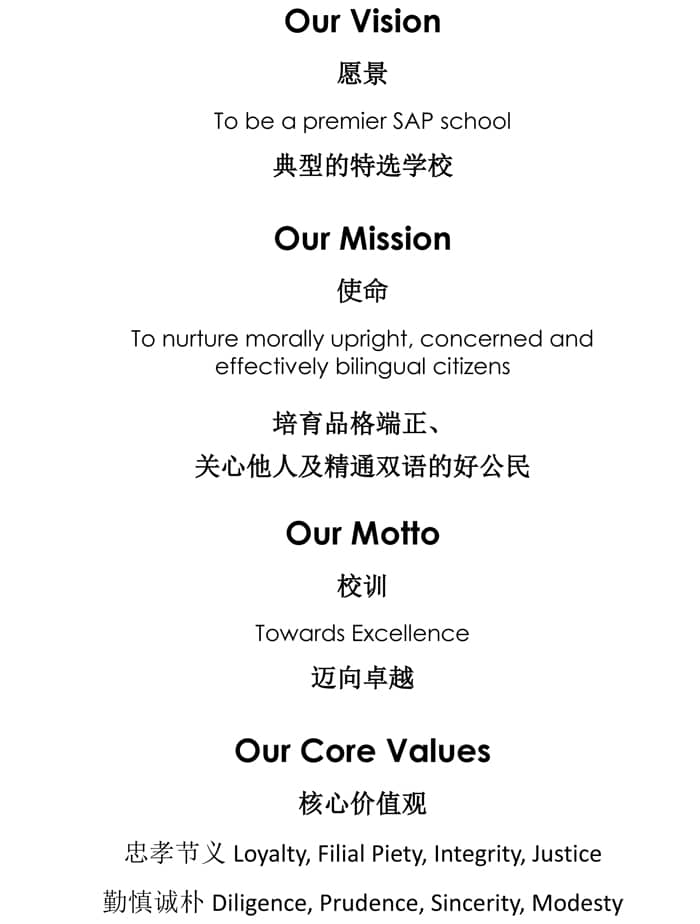 Our Vision
愿景
To be a premier SAP school
典型的特选学校
Our Mission
使命
To nurture morally upright, concerned and
effectively bilingual citizens
培育品格端正、
关心他人及精通双语的好公民
Our Motto
校训
Towards Excellence
迈向卓越
Our Core Values
核心价值观
忠孝节义 Loyalty, Filial Piety, Integrity, Justice
勤慎诚朴 Diligence, Prudence, Sincerity, Modesty